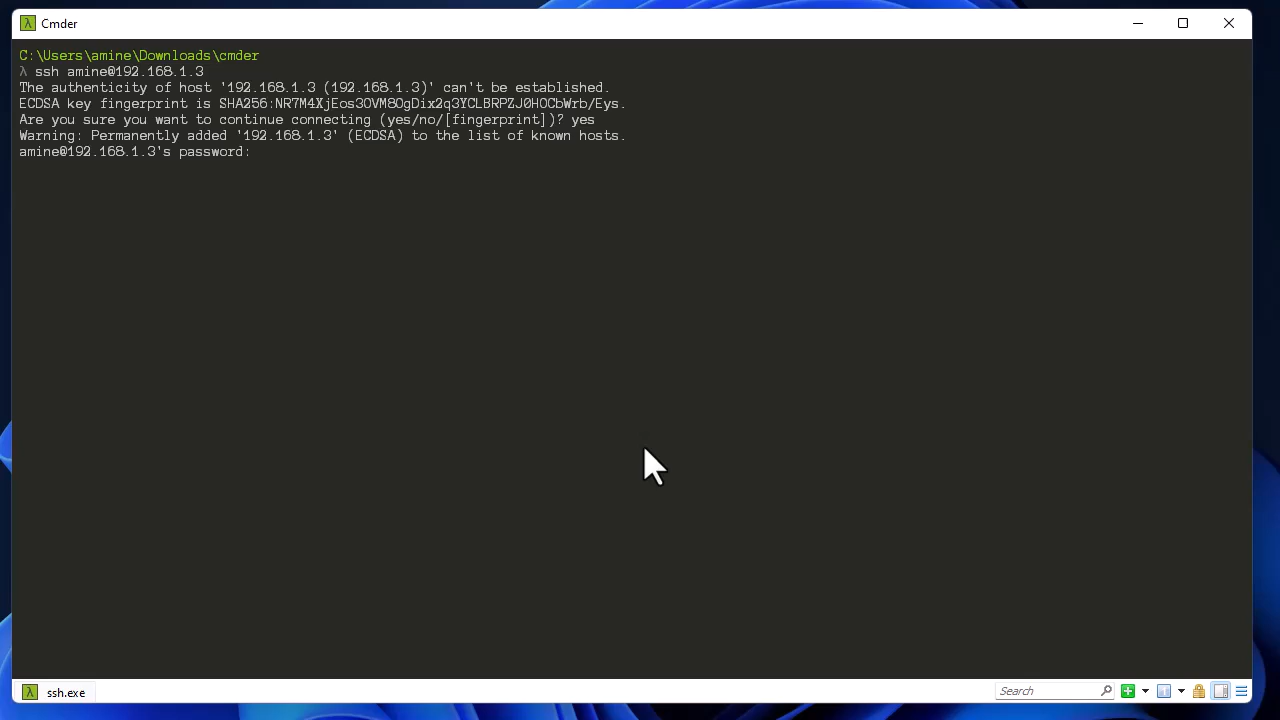 Cmder
C:\Users\amine\Downloads\cmder
λ ssh amine@192.168.1.3
The authenticity of host '192.168.1.3 (192.168.1.3)' can't be established.
ECDSA key fingerprint is SHA256:NR7M4XjEos3OVM8OgDix2q3YCLBRPZJ0HOCbWrb/Eys.
Are you sure you want to continue connecting (yes/no/[fingerprint])? yes
Warning: Permanently added '192.168.1.3' (ECDSA) to the list of known hosts.
amine@192.168.1.3's password:
ssh.exe
Search